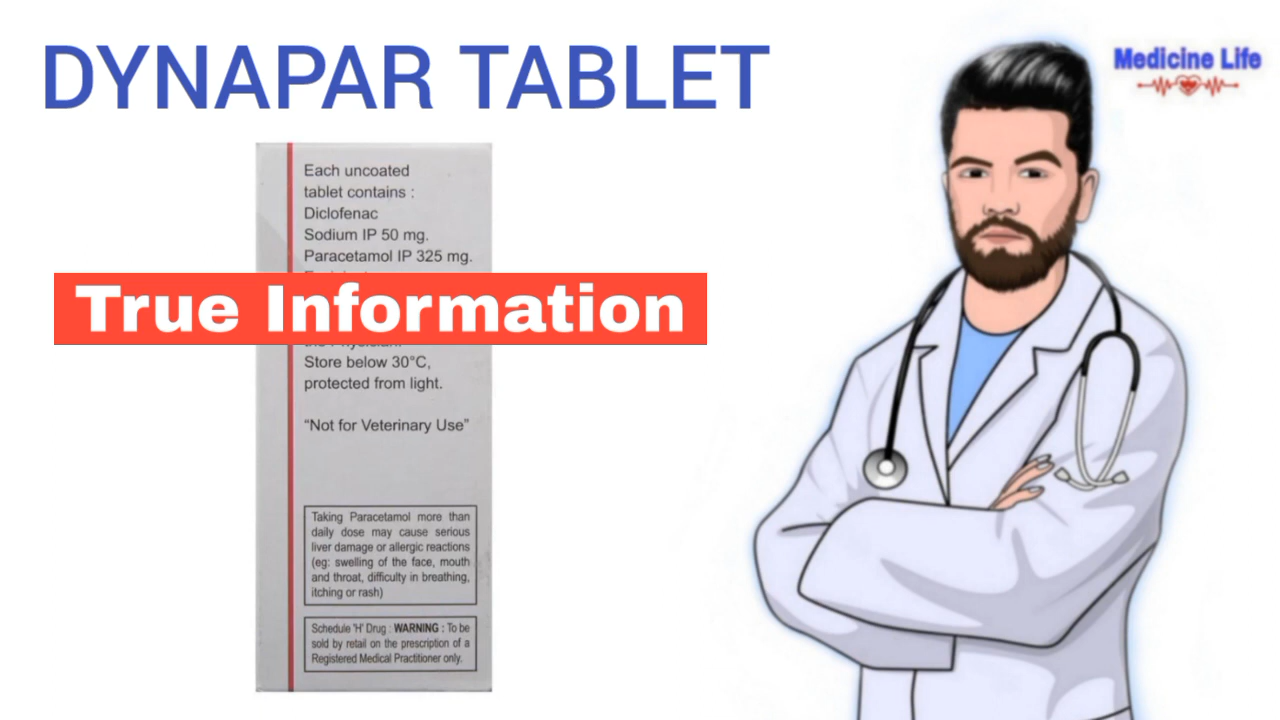 DYNAPAR TABLET
Medicine Life
Each uncoated
tablet contains :
Diclofenac
Sodium IP 50 mg.
Paracetamol IP 325 mg.
True Information
Store below 30°C,
protected from light.
“Not for Veterinary Use”
Taking Paracetamol more than
daily dose may cause serious
liver damage or allergic reactions
(eg: swelling of the face, mouth
and throat, difficulty in breathing,
itching or rash)
Schedule 'H' Drug : WARNING : To be
sold by retail on the prescription of a
Registered Medical Practitioner only.